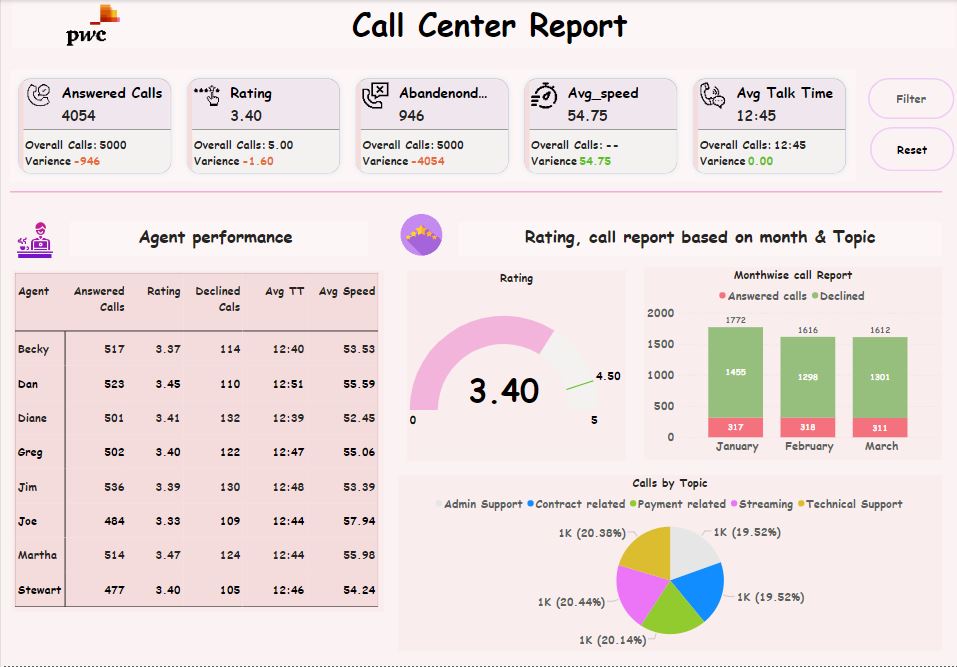 pwc
Call Center Report
Answered Calls
4054
Overall Calls: 5000
Varience -946
Rating
3.40
Overall Calls: 5.00
Varience -1.60
Abandenond...
946
Overall Calls: 5000
Varience -4054
Avg_speed
54.75
Overall Calls: --
Varience 54.75
Avg Talk Time
12:45
Overall Calls: 12:45
Varience 0.00
Filter
Reset
Agent performance
Rating, call report based on month & Topic
Agent Answered Calls Rating Declined Cals Avg TT Avg Speed
Becky 517 3.37 114 12:40 53.53
Dan 523 3.45 110 12:51 55.59
Diane 501 3.41 132 12:39 52.45
Greg 502 3.40 122 12:47 55.06
Jim 536 3.39 130 12:48 53.39
Joe 484 3.33 109 12:44 57.94
Martha 514 3.47 124 12:44 55.98
Stewart 477 3.40 105 12:46 54.24
Rating
3.40
4.50
0
5
Monthwise call Report
Answered calls Declined
2000
1500
1000
500
0
1772
1616
1612
1455
1298
1301
317
318
311
January
February
March
Calls by Topic
Admin Support Contract related Payment related Streaming Technical Support
1K (20.38%)
1K (19.52%)
1K (20.44%)
1K (19.52%)
1K (20.14%)